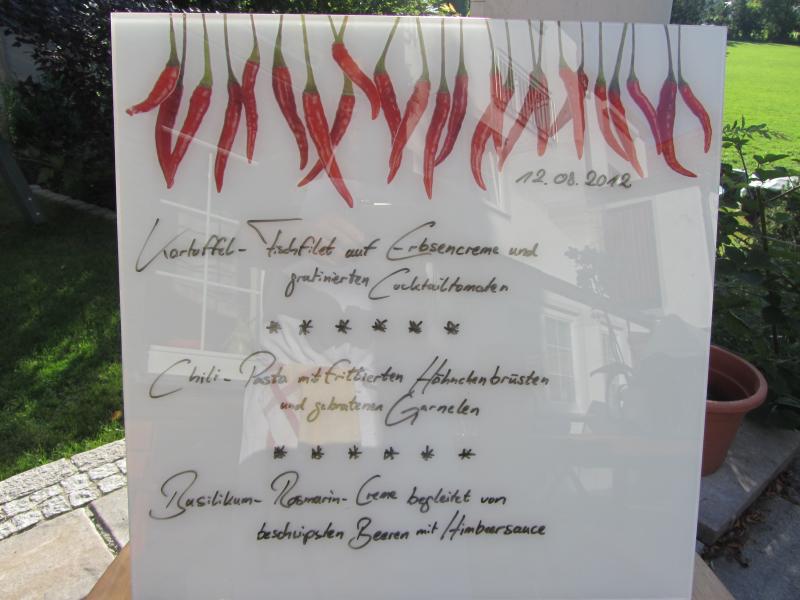 12.08.2012
Kartoffel-Fischfilet auf Erbsencreme und
gratinierten Cocktailtomaten
* * * * * *
Chili-Pasta mit frittierten Hähnchenbrüsten
und gebratenen Garnelen
* * * * * *
Basilikum-Rosmarin-Creme begleitet von
beschwipsten Beeren mit Himbeersauce